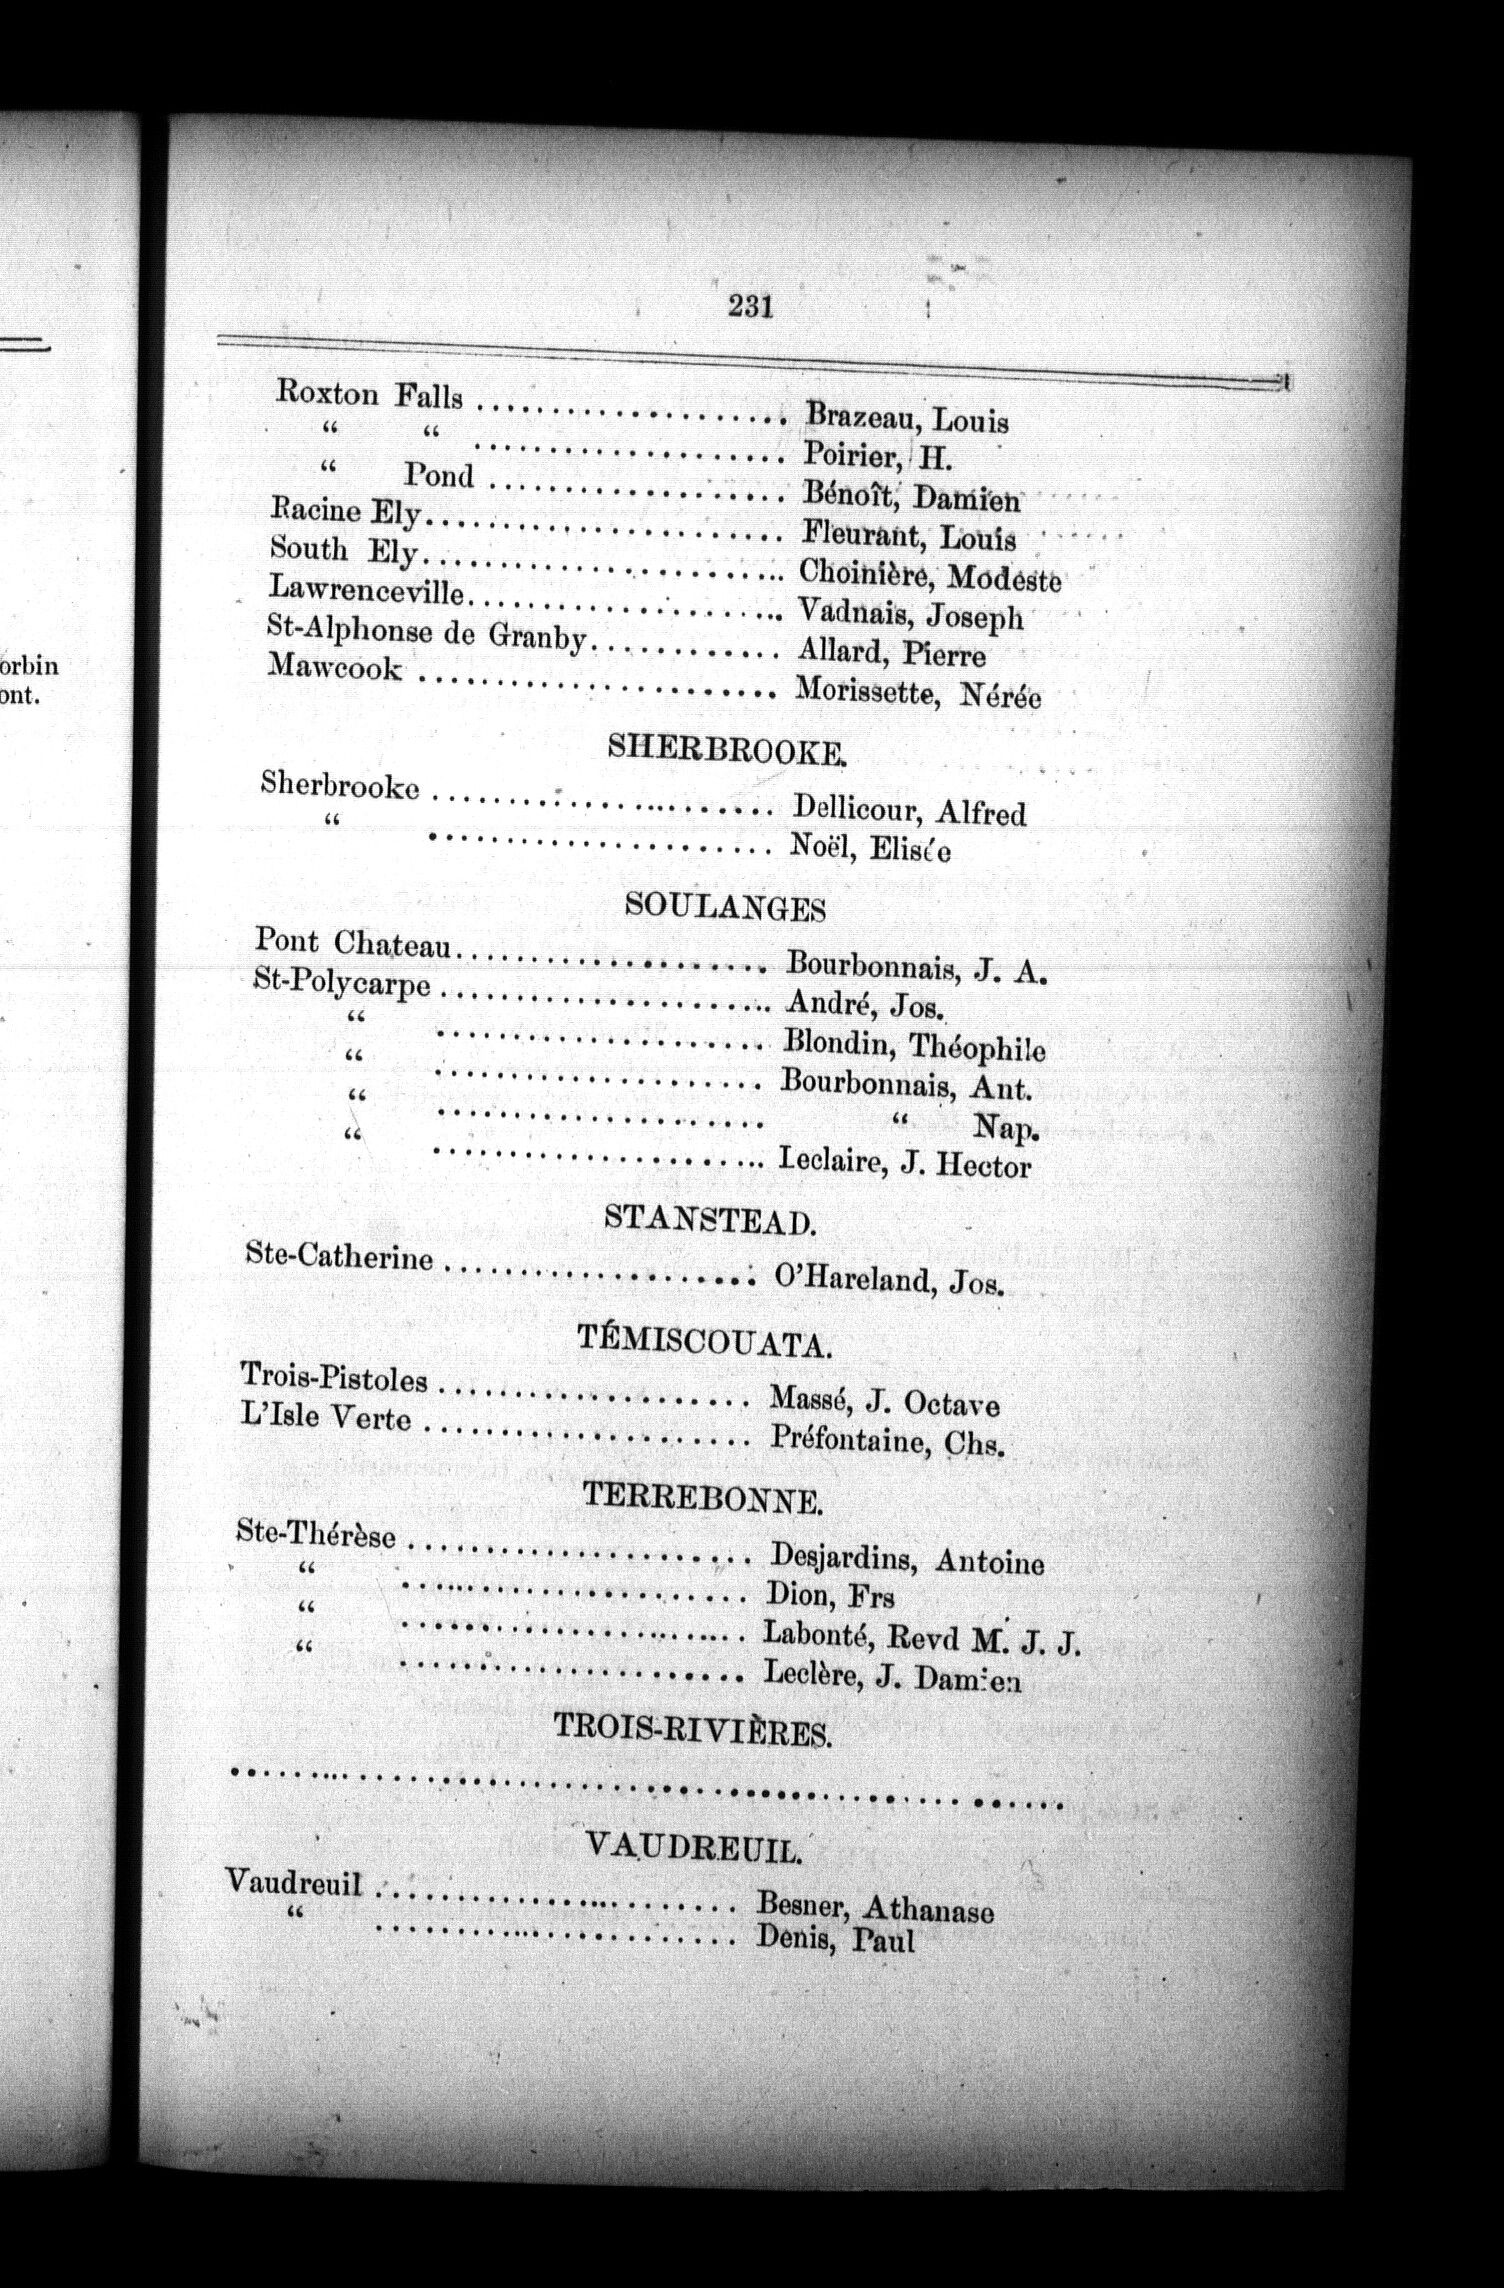 orbin
ont.
231
Roxton Falls .................... Brazeau, Louis
“ “ .................... Poirier, H.
“ Pond ................... Bénoît, Damien
Racine Ely....................... Fleurant, Louis
South Ely....................... Choinière, Modeste
Lawrenceville.................... Vadnais, Joseph
St-Alphonse de Granby............ Allard, Pierre
Mawcook ....................... Morissette, Nérée
SHERBROOKE.
Sherbrooke ...................... Dellicour, Alfred
“ ...................... Noël, Elisée
SOULANGES
Pont Chateau.................... Bourbonnais, J. A.
St-Polycarpe ..................... André, Jos.
“ ..................... Blondin, Théophile
“ ..................... Bourbonnais, Ant.
“ ..................... “ Nap.
“ ..................... Leclaire, J. Hector
STANSTEAD.
Ste-Catherine .................... O’Hareland, Jos.
TÉMISCOUATA.
Trois-Pistoles .................... Massé, J. Octave
L’Isle Verte ..................... Préfontaine, Chs.
TERREBONNE.
Ste-Thérèse ...................... Desjardins, Antoine
“ ...................... Dion, Frs
“ ...................... Labonté, Revd M. J. J.
“ ...................... Leclère, J. Damien
TROIS-RIVIÈRES.
......................................................
VAUDREUIL.
Vaudreuil ....................... Besner, Athanase
“ ....................... Denis, Paul